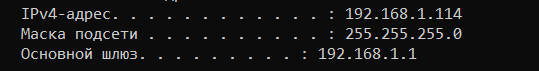 IPv4-адрес. . . . . . . . . . . . : 192.168.1.114
Маска подсети . . . . . . . . . . : 255.255.255.0
Основной шлюз. . . . . . . . . : 192.168.1.1